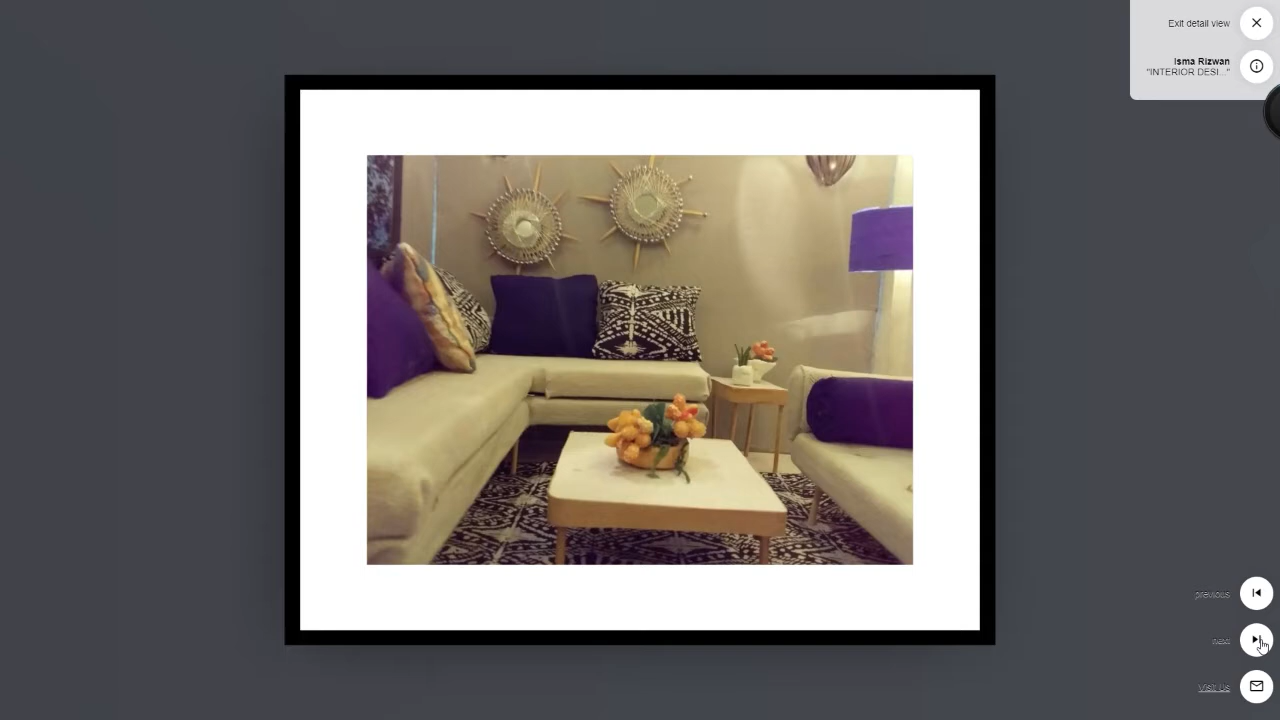 Exit detail view
Isma Rizwan
"INTERIOR DESI..."
previous
next
Visit Us